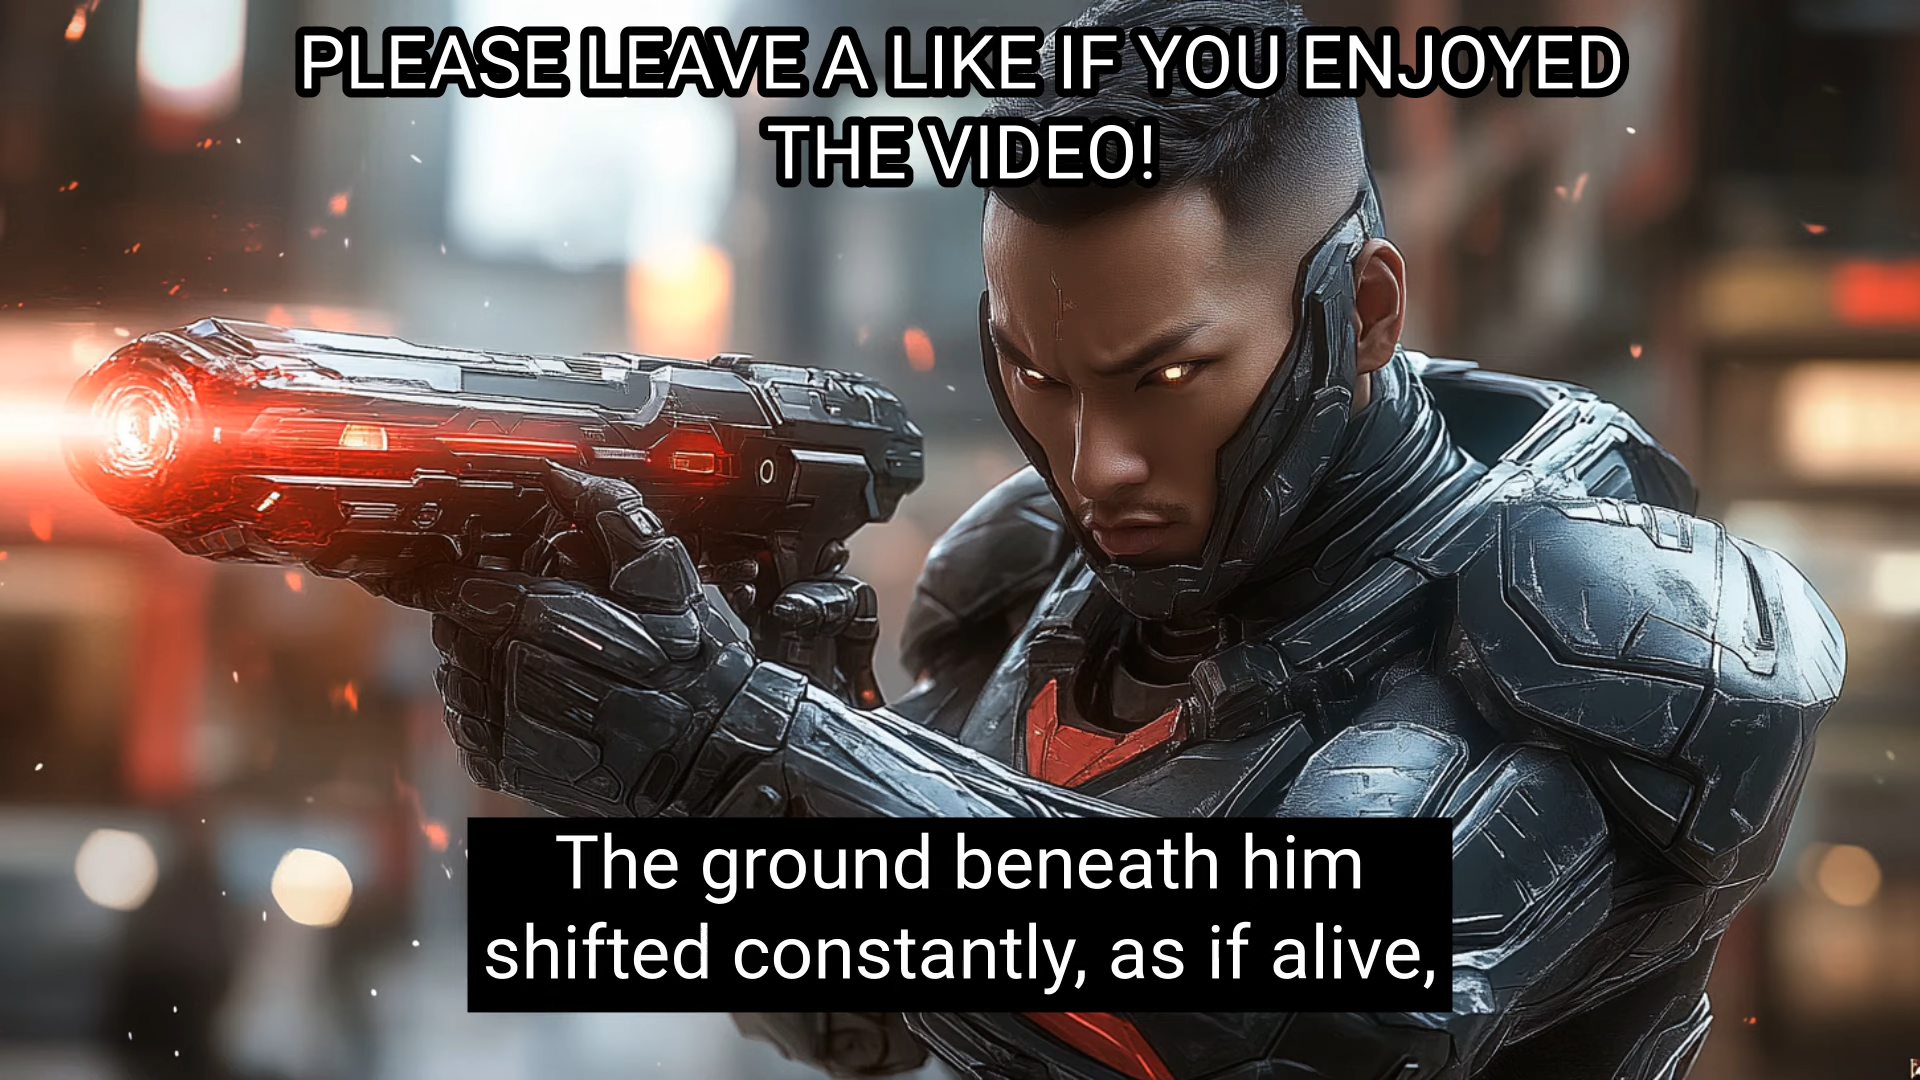 PLEASE LEAVE A LIKE IF YOU ENJOYED
THE VIDEO!
The ground beneath him
shifted constantly, as if alive,